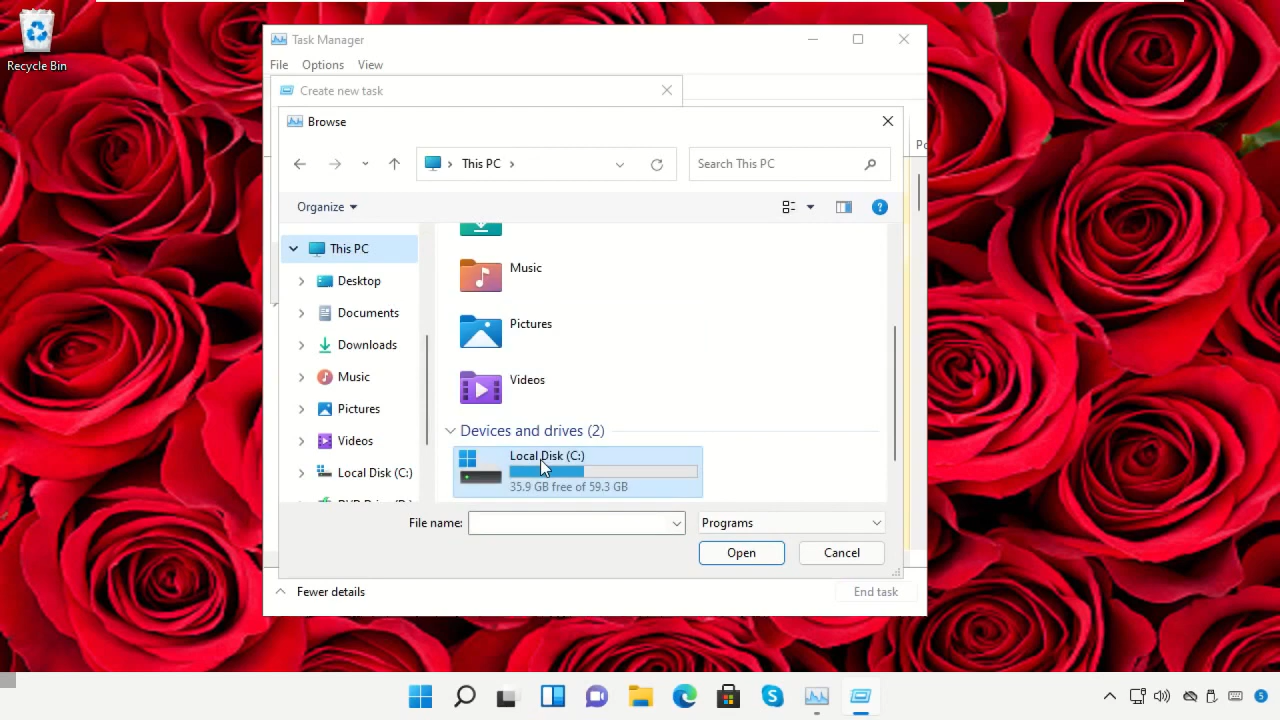 Recycle Bin
Task Manager
File Options View
Create new task
Browse
This PC
Search This PC
Organize
This PC
Desktop
Documents
Downloads
Music
Pictures
Videos
Local Disk (C:)
Music
Pictures
Videos
Devices and drives (2)
Local Disk (C:)
35.9 GB free of 59.3 GB
File name:
Programs
Open
Cancel
Fewer details
End task
5